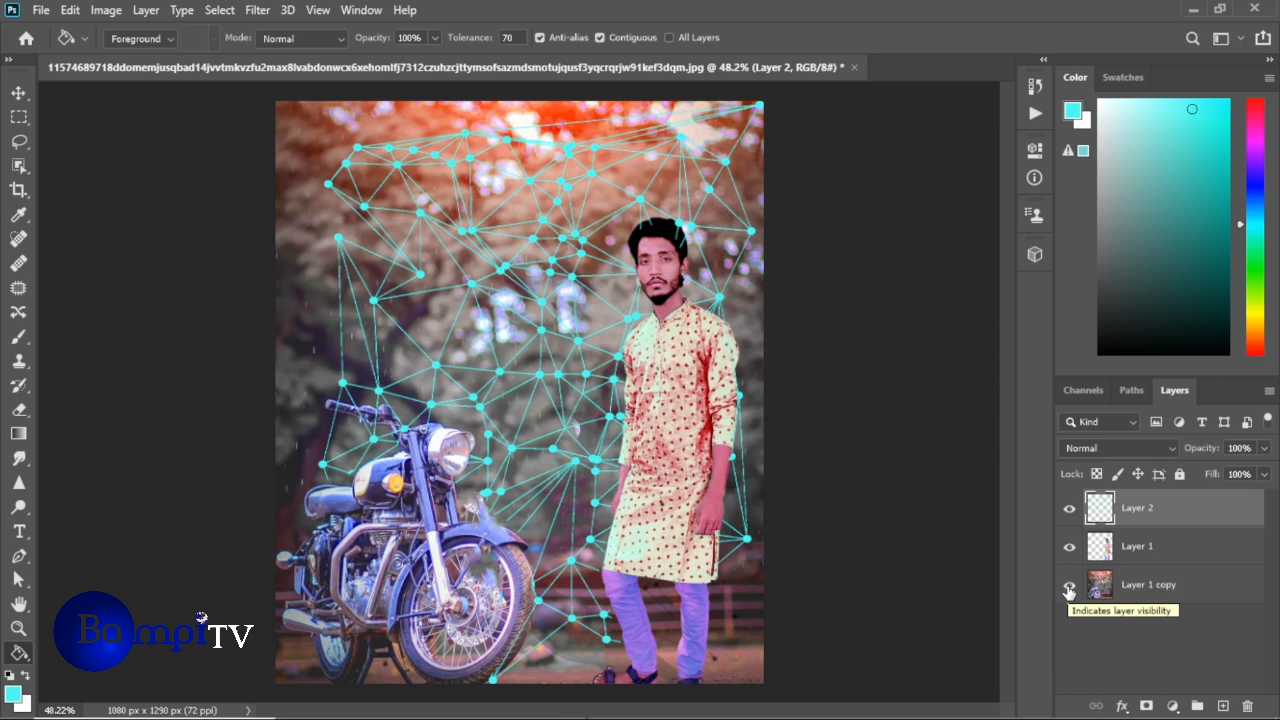 Ps File Edit Image Layer Type Select Filter 3D View Window Help
Foreground Mode: Normal Opacity: 100% Tolerance: 70 Anti-alias Contiguous All Layers
11574689718ddomemjusqbad14jvvtmkvzfu2max8lvabdonwcx6xehomlfj7312czuhzcjttymsofsazmdsmotujqusf3yqcrqrjw91kef3dqm.jpg @ 48.2% (Layer 2, RGB/8#) *
Color Swatches
Channels Paths Layers
Kind
Normal Opacity: 100%
Lock: Fill: 100%
Layer 2
Layer 1
Layer 1 copy
Indicates layer visibility
Bampi TV
48.22% 1080 px x 1290 px (72 ppi)